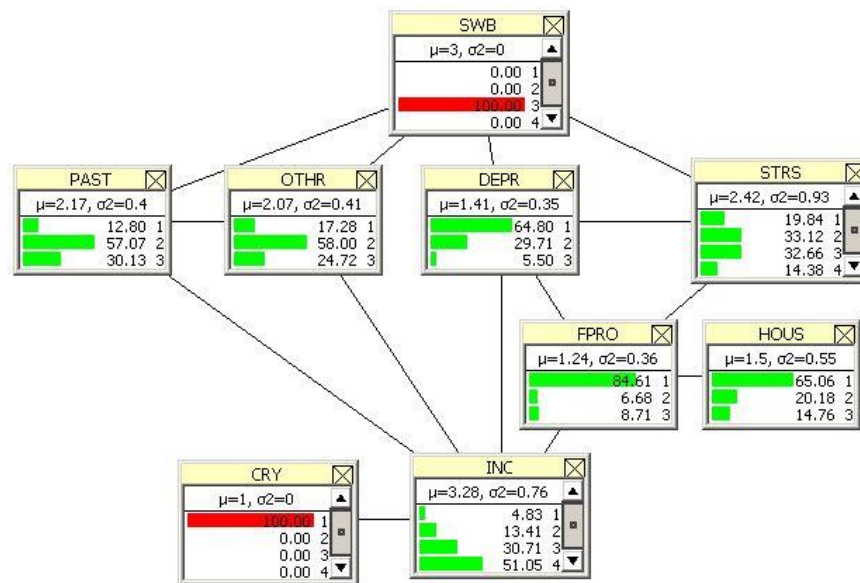 SWB
μ=3, σ2=0
0.00 1
0.00 2
100.00 3
0.00 4
PAST
μ=2.17, σ2=0.4
12.80 1
57.07 2
30.13 3
OTHR
μ=2.07, σ2=0.41
17.28 1
58.00 2
24.72 3
DEPR
μ=1.41, σ2=0.35
64.80 1
29.71 2
5.50 3
STRS
μ=2.42, σ2=0.93
19.84 1
33.12 2
32.66 3
14.38 4
FPRO
μ=1.24, σ2=0.36
84.61 1
6.68 2
8.71 3
HOUS
μ=1.5, σ2=0.55
65.06 1
20.18 2
14.76 3
CRY
μ=1, σ2=0
100.00 1
0.00 2
0.00 3
0.00 4
INC
μ=3.28, σ2=0.76
4.83 1
13.41 2
30.71 3
51.05 4